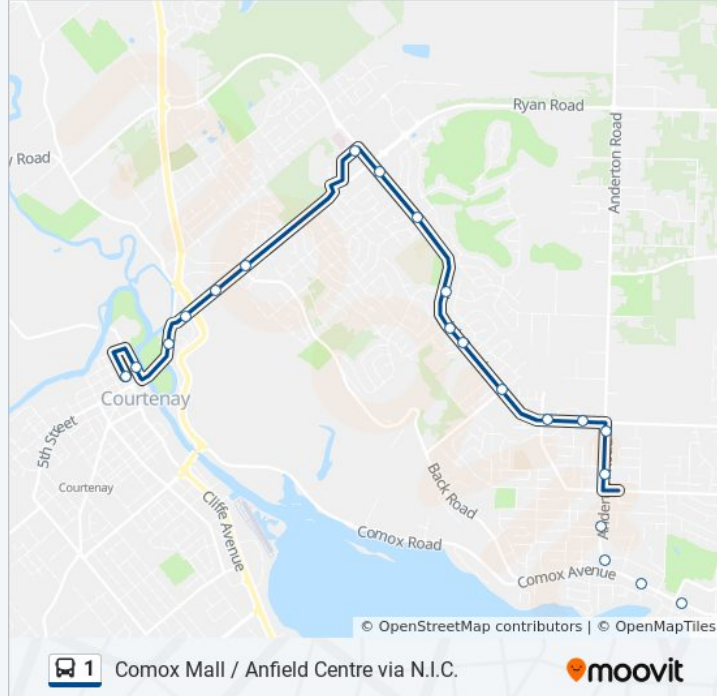 Ryan Road
Anderton Road
y Road
Courtenay
5th Street
Courtenay
Cliffe Avenue
Back Road
Comox Road
Comox Avenue
Ander
© OpenStreetMap contributors | © OpenMapTiles
1 Comox Mall / Anfield Centre via N.I.C.
moovit